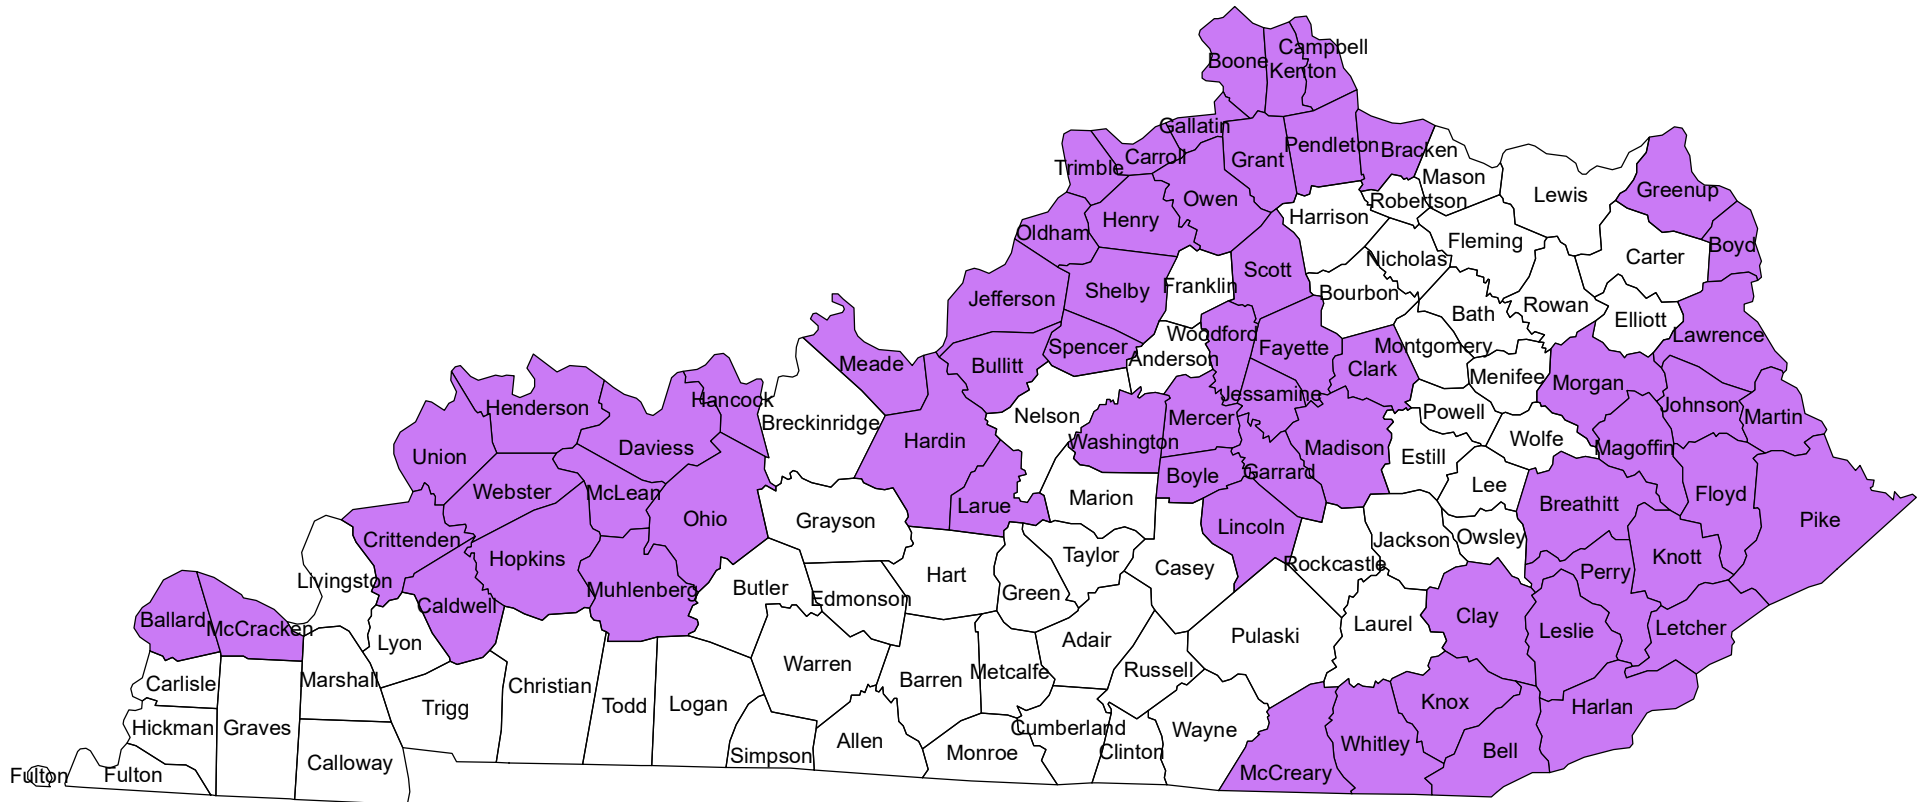 Campbell
Boone
Kenton
Gallatin
Pendleton
Bracken
Carroll
Grant
Trimble
Mason
Owen
Robertson
Lewis
Greenup
Henry
Harrison
Oldham
Fleming
Boyd
Nicholas
Carter
Scott
Shelby
Franklin
Bourbon
Jefferson
Rowan
Bath
Elliott
Woodford
Lawrence
Spencer
Fayette
Montgomery
Anderson
Meade
Bullitt
Clark
Menifee
Morgan
Jessamine
Hancock
Henderson
Johnson
Powell
Nelson
Mercer
Martin
Breckinridge
Hardin
Washington
Wolfe
Daviess
Madison
Magoffin
Union
Estill
Garrard
Boyle
Lee
Webster
McLean
Marion
Floyd
Larue
Breathitt
Ohio
Grayson
Pike
Lincoln
Crittenden
Jackson
Owsley
Taylor
Hopkins
Knott
Rockcastle
Casey
Perry
Hart
Livingston
Butler
Muhlenberg
Green
Edmonson
Caldwell
Clay
Ballard
McCracken
Laurel
Letcher
Leslie
Pulaski
Adair
Lyon
Warren
Russell
Metcalfe
Barren
Marshall
Carlisle
Christian
Knox
Logan
Todd
Trigg
Harlan
Hickman
Graves
Cumberland
Wayne
Allen
Whitley
Bell
Monroe
Clinton
Simpson
Calloway
McCreary
Fulton
Fulton